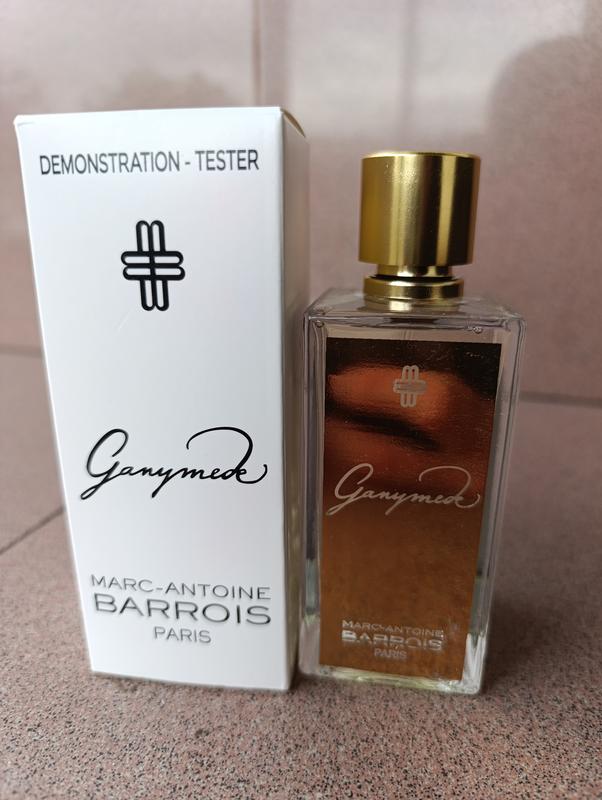 DEMONSTRATION - TESTER
Ganymede
MARC-ANTOINE
BARROIS
PARIS
Ganymede
MARC-ANTOINE
BARROIS
PARIS